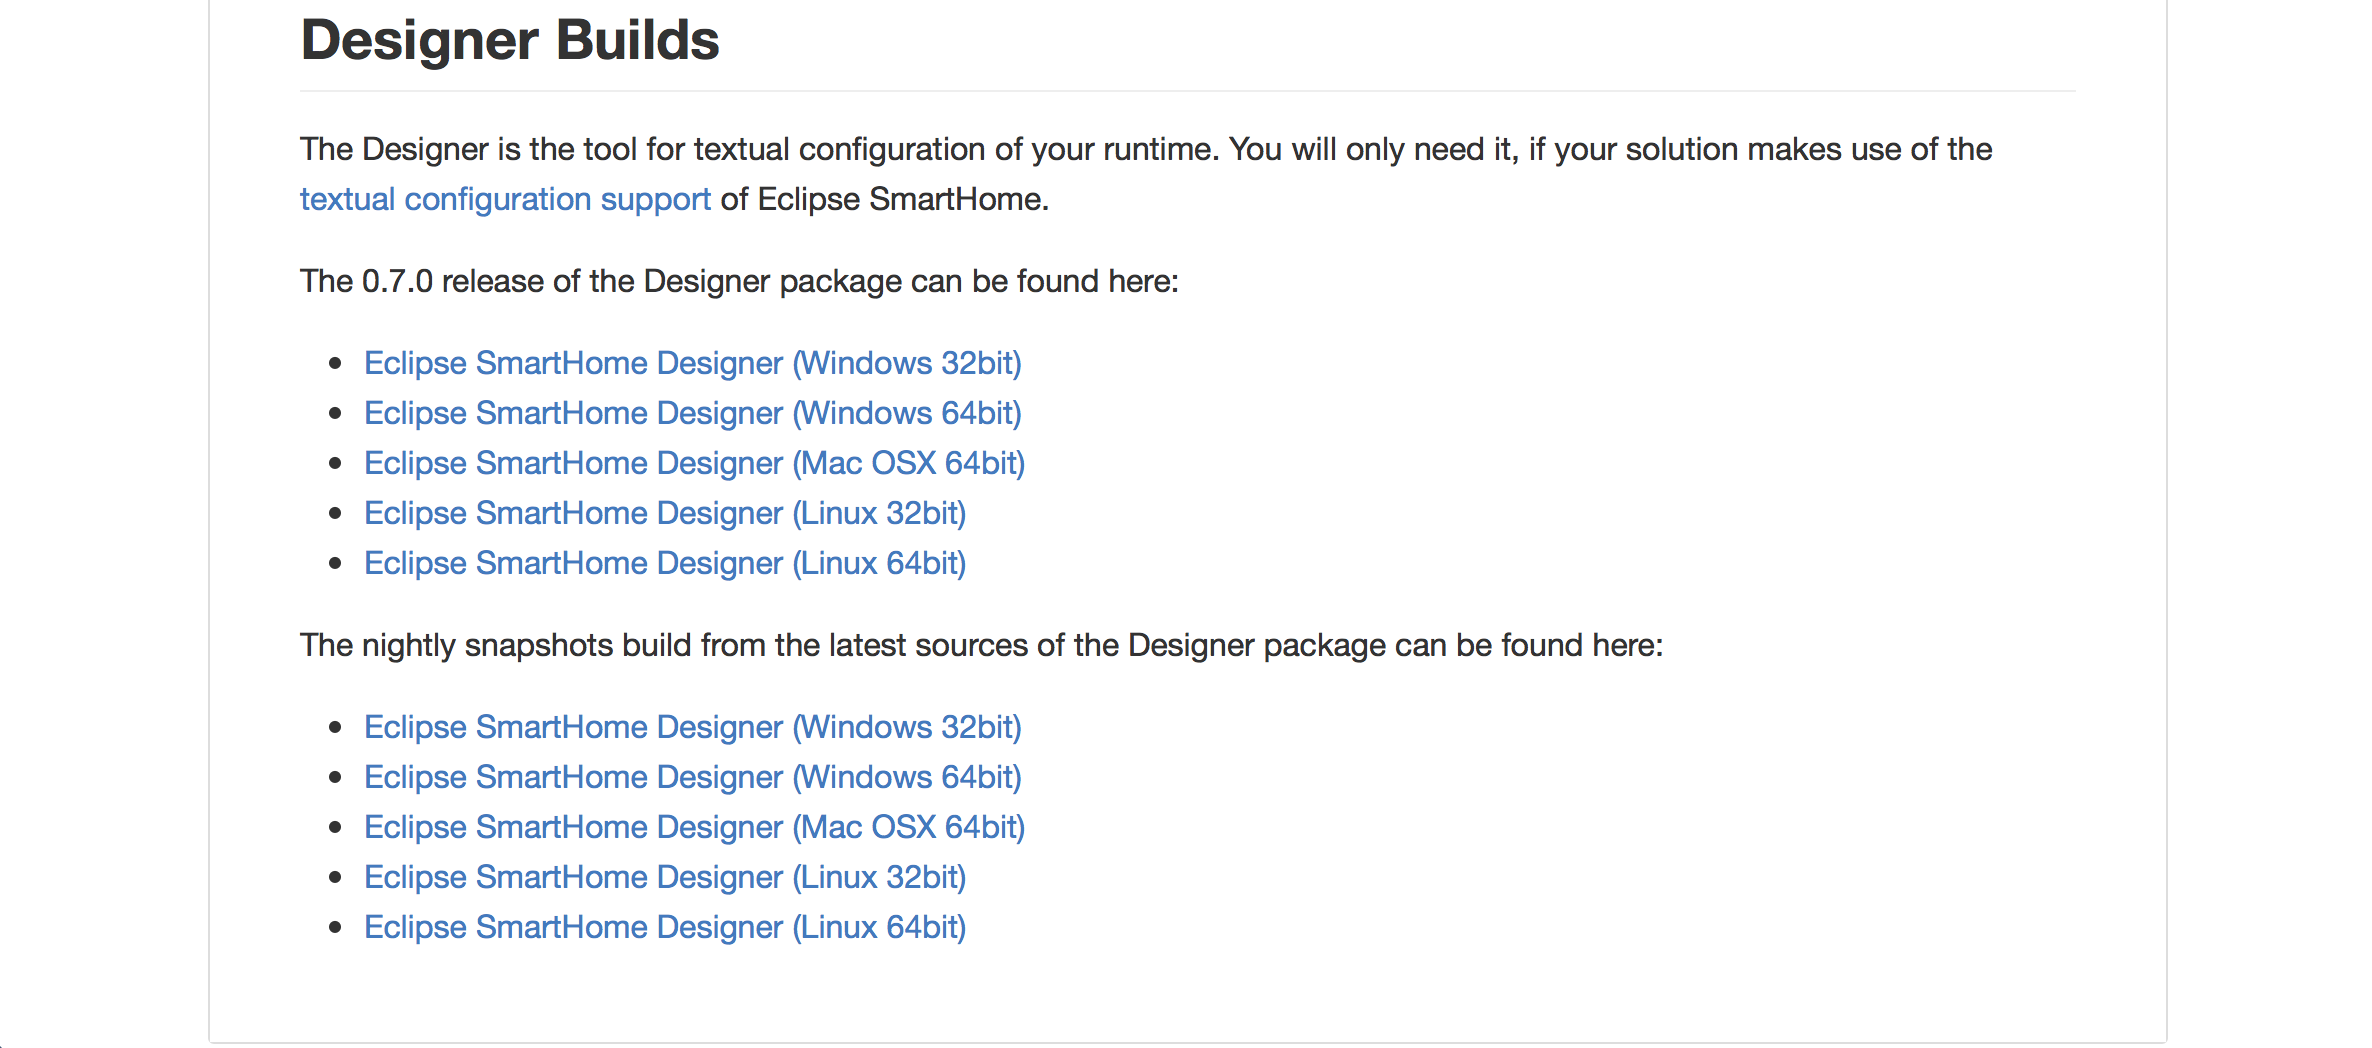 Designer Builds
The Designer is the tool for textual configuration of your runtime. You will only need it, if your solution makes use of the
textual configuration support of Eclipse SmartHome.
The 0.7.0 release of the Designer package can be found here:
• Eclipse SmartHome Designer (Windows 32bit)
• Eclipse SmartHome Designer (Windows 64bit)
• Eclipse SmartHome Designer (Mac OSX 64bit)
• Eclipse SmartHome Designer (Linux 32bit)
• Eclipse SmartHome Designer (Linux 64bit)
The nightly snapshots build from the latest sources of the Designer package can be found here:
• Eclipse SmartHome Designer (Windows 32bit)
• Eclipse SmartHome Designer (Windows 64bit)
• Eclipse SmartHome Designer (Mac OSX 64bit)
• Eclipse SmartHome Designer (Linux 32bit)
• Eclipse SmartHome Designer (Linux 64bit)